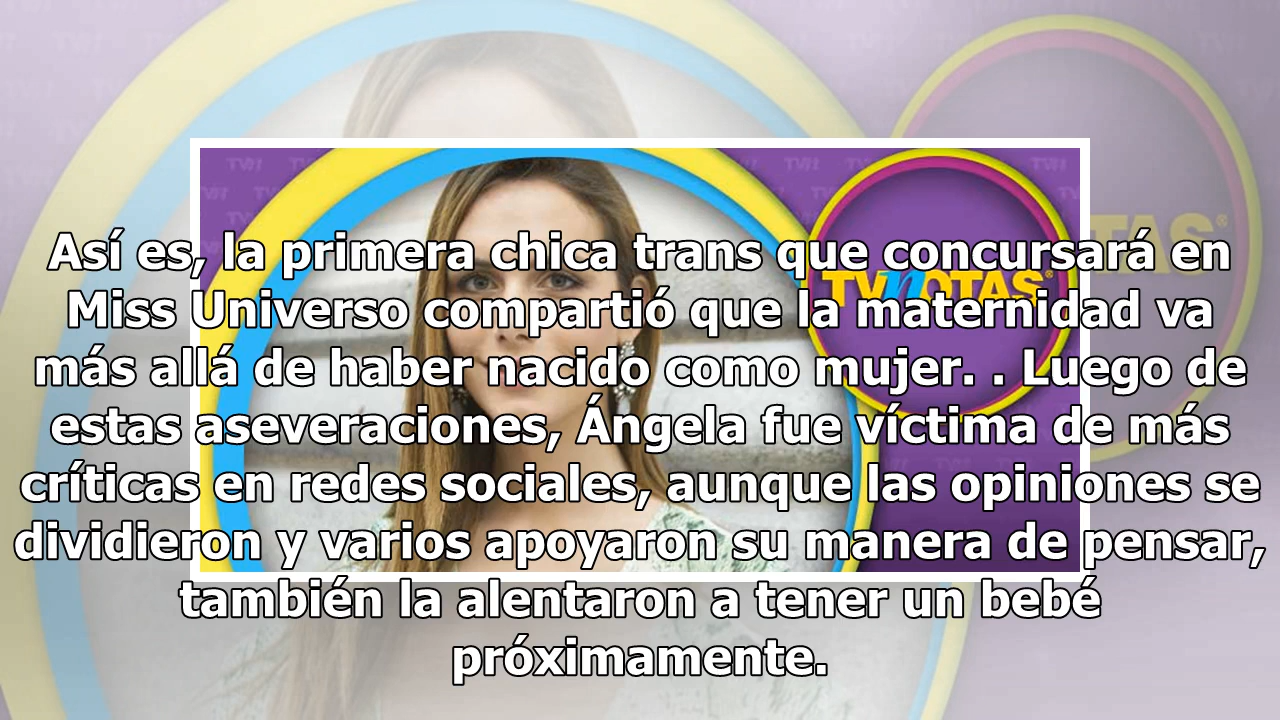 Así es, la primera chica trans que concursará en
Miss Universo compartió que la maternidad va
más allá de haber nacido como mujer. . Luego de
estas aseveraciones, Ángela fue víctima de más
críticas en redes sociales, aunque las opiniones se
dividieron y varios apoyaron su manera de pensar,
también la alentaron a tener un bebé
próximamente.
TVnOTAS